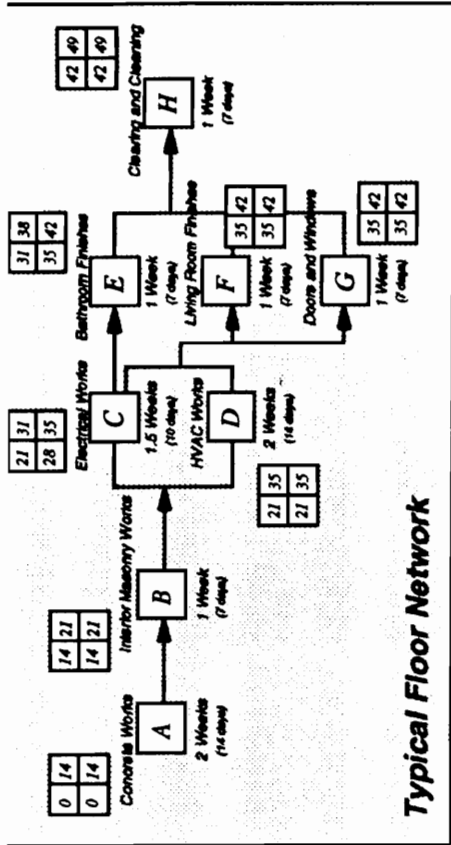 0 14
0 14
Concrete Works
A
2 Weeks
(14 days)
14 21
14 21
Interior Masonry Works
B
1 Week
(7 days)
21 31
28 35
Electrical Works
C
1.5 Weeks
(10 days)
HVAC Works
D
2 Weeks
(14 days)
21 35
21 35
31 38
35 42
Bathroom Finishes
E
1 Week
(7 days)
Living Room Finishes
35 42
35 42
F
1 Week
(7 days)
Doors and Windows
35 42
35 42
G
1 Week
(7 days)
42 49
42 49
Clearing and Cleaning
H
1 Week
(7 days)
Typical Floor Network